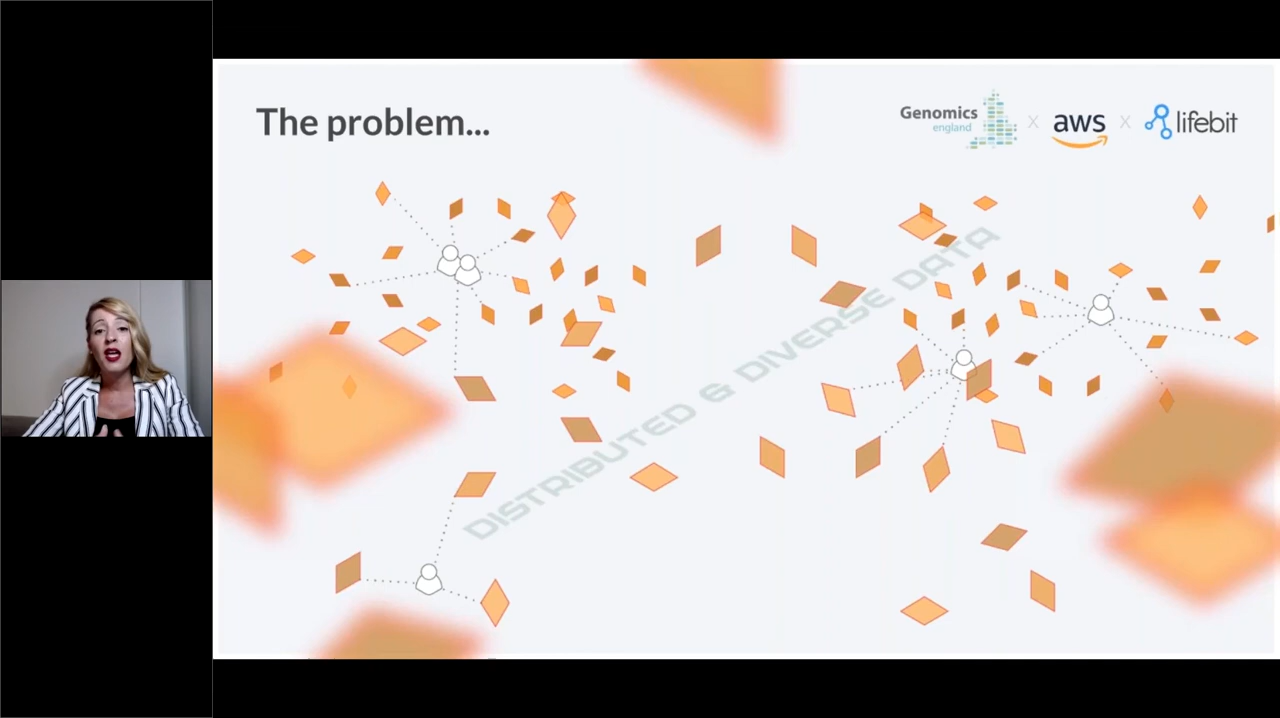 The problem...
Genomics
england
x
aws
x
lifebit
DISTRIBUTED & DIVERSE DATA